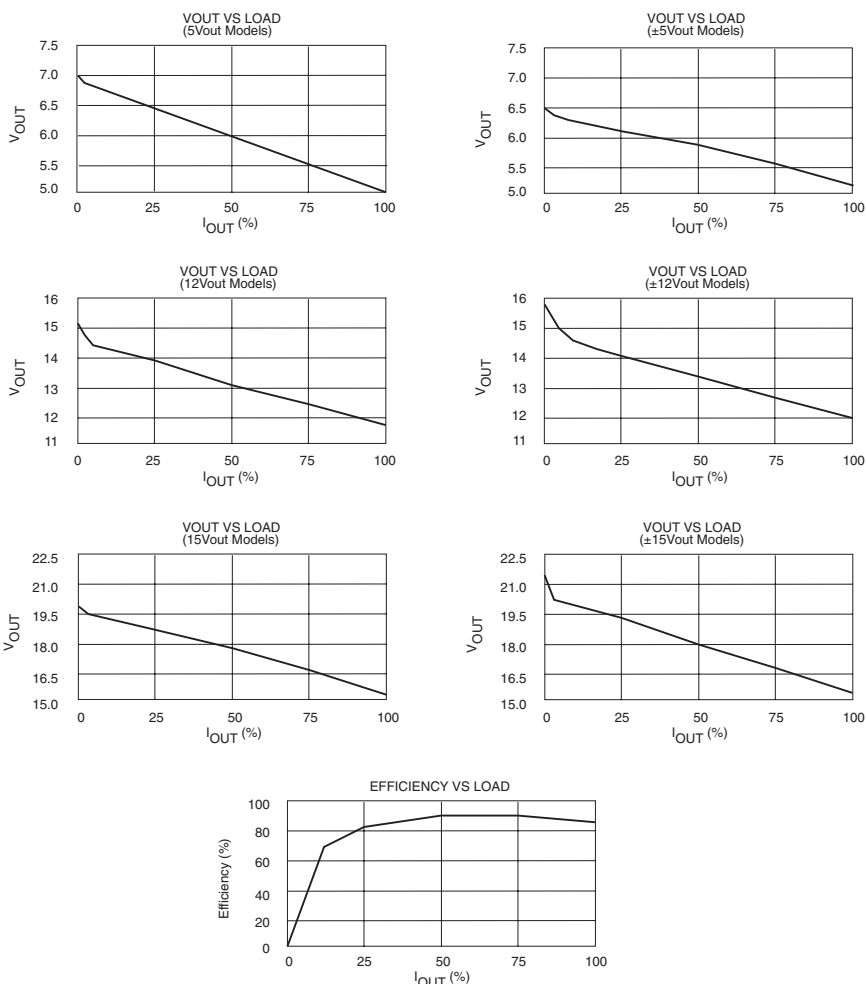 VOUT VS LOAD
(5Vout Models)
7.5
7.0
6.5
6.0
5.5
5.0
VOUT
0 25 50 75 100
IOUT (%)
VOUT VS LOAD
(±5Vout Models)
7.5
7.0
6.5
6.0
5.5
5.0
VOUT
0 25 50 75 100
IOUT (%)
VOUT VS LOAD
(12Vout Models)
16
15
14
13
12
11
VOUT
0 25 50 75 100
IOUT (%)
VOUT VS LOAD
(±12Vout Models)
16
15
14
13
12
11
VOUT
0 25 50 75 100
IOUT (%)
VOUT VS LOAD
(15Vout Models)
22.5
21.0
19.5
18.0
16.5
15.0
VOUT
0 25 50 75 100
IOUT (%)
VOUT VS LOAD
(±15Vout Models)
22.5
21.0
19.5
18.0
16.5
15.0
VOUT
0 25 50 75 100
IOUT (%)
EFFICIENCY VS LOAD
100
80
60
40
20
0
Efficiency (%)
0 25 50 75 100
IOUT (%)